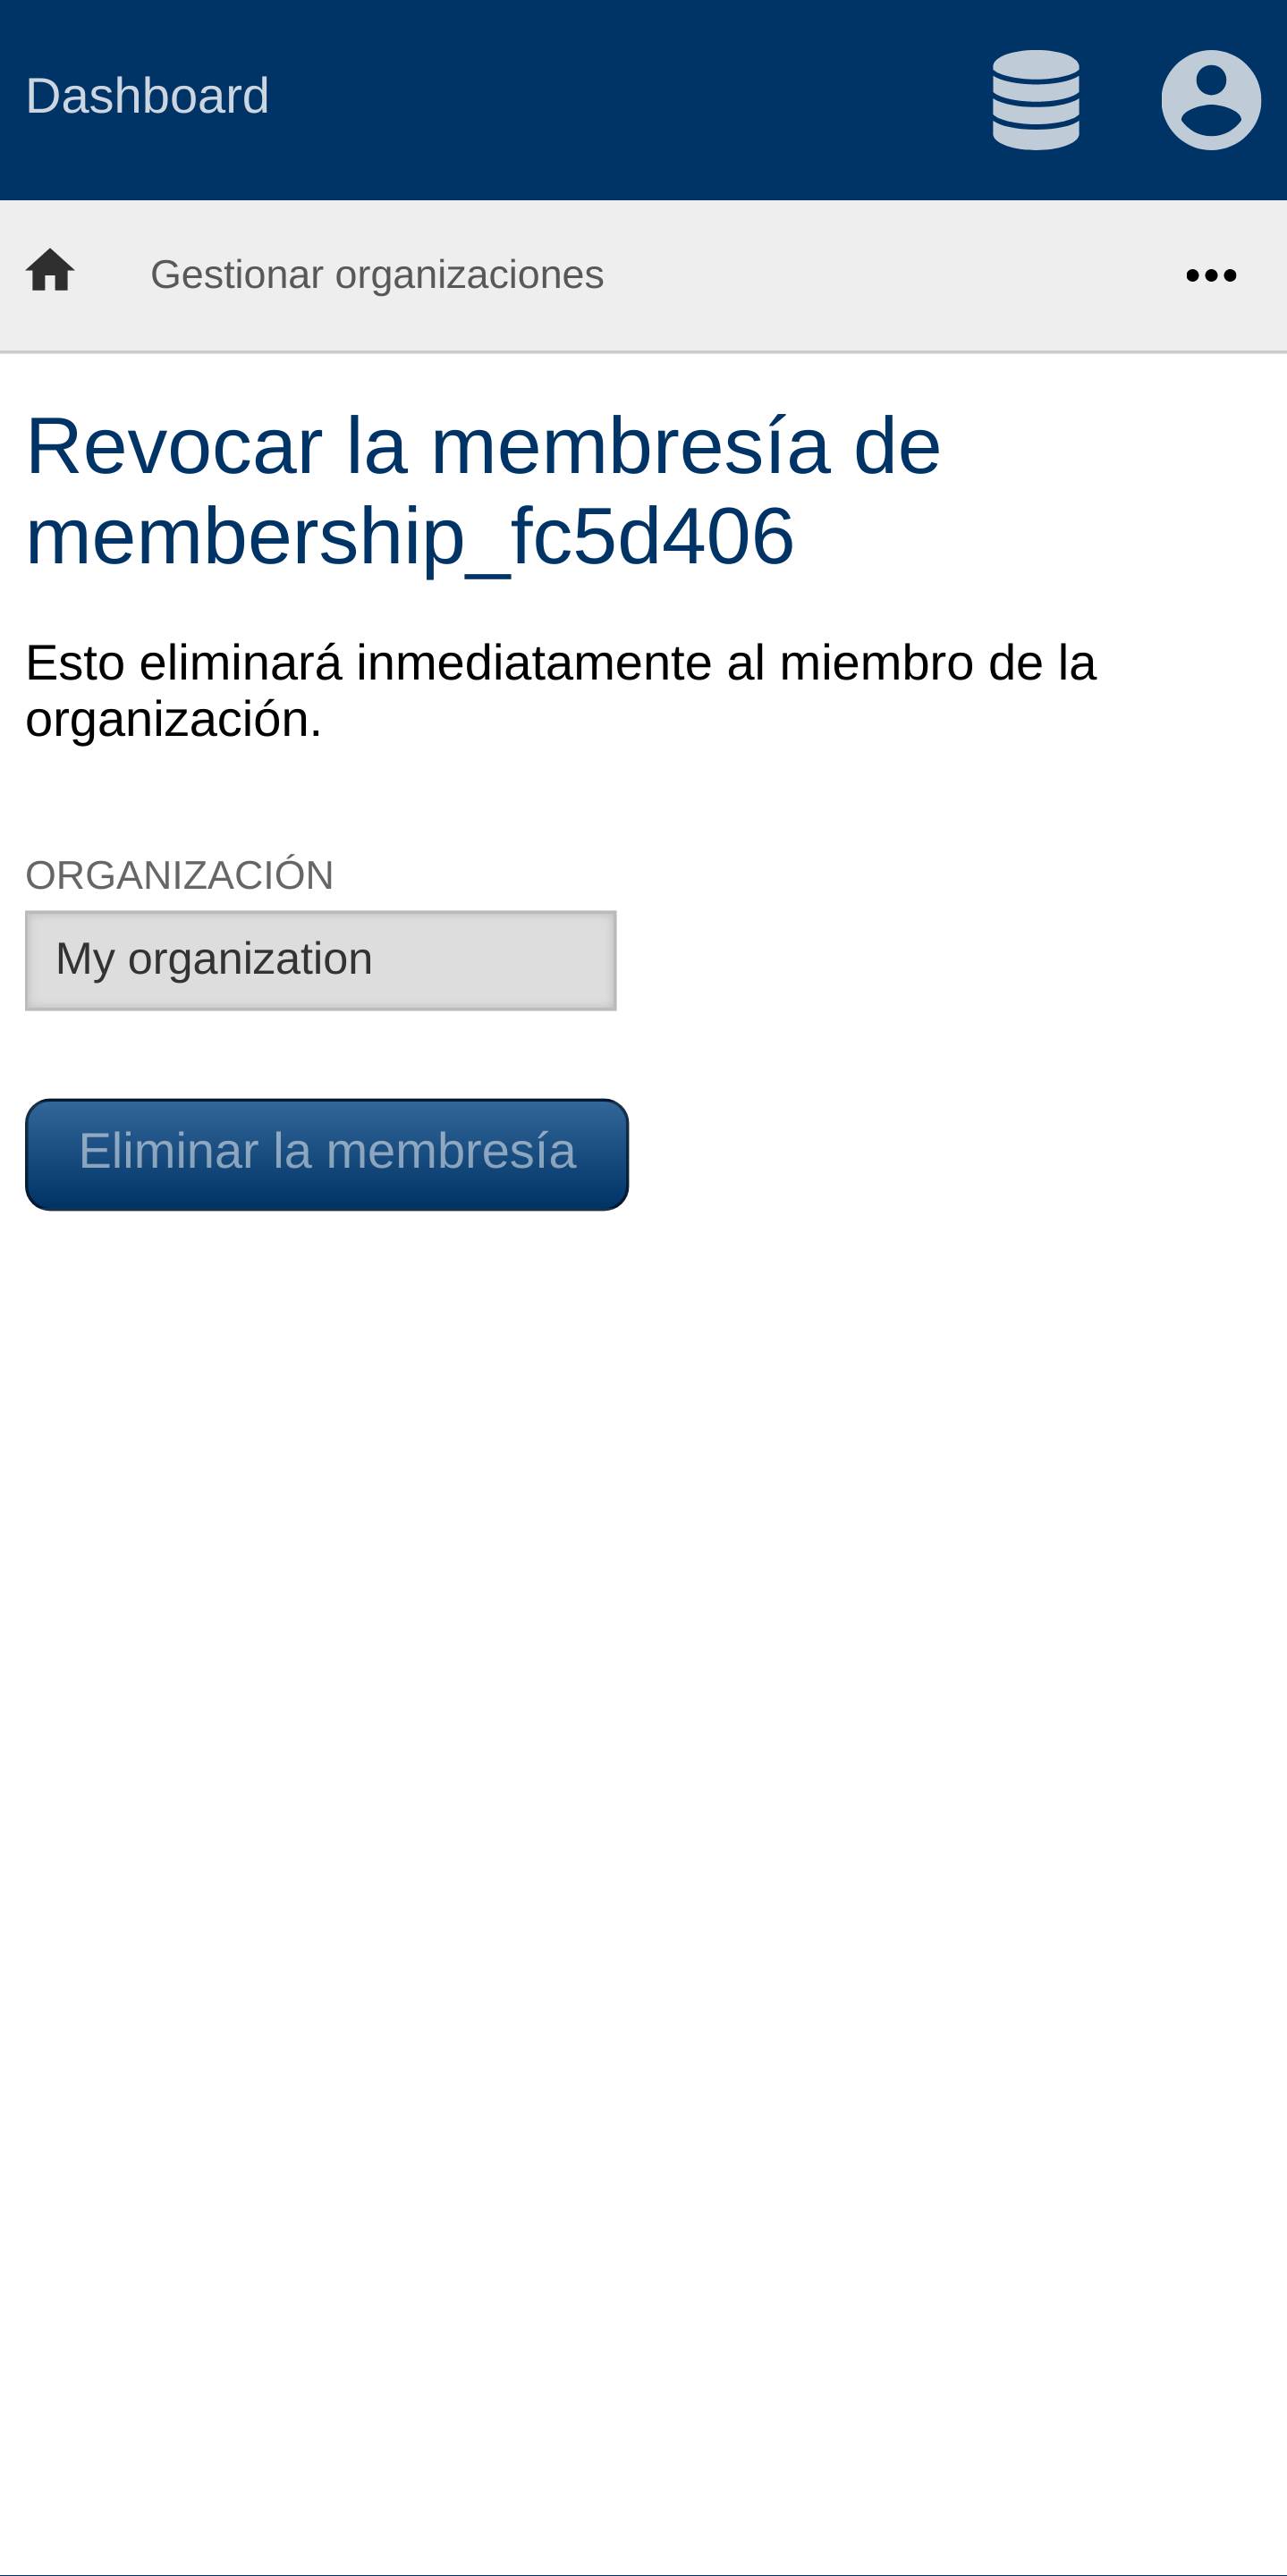 Dashboard
Gestionar organizaciones
Revocar la membresía de
membership_fc5d406
Esto eliminará inmediatamente al miembro de la
organización.
ORGANIZACIÓN
My organization
Eliminar la membresía